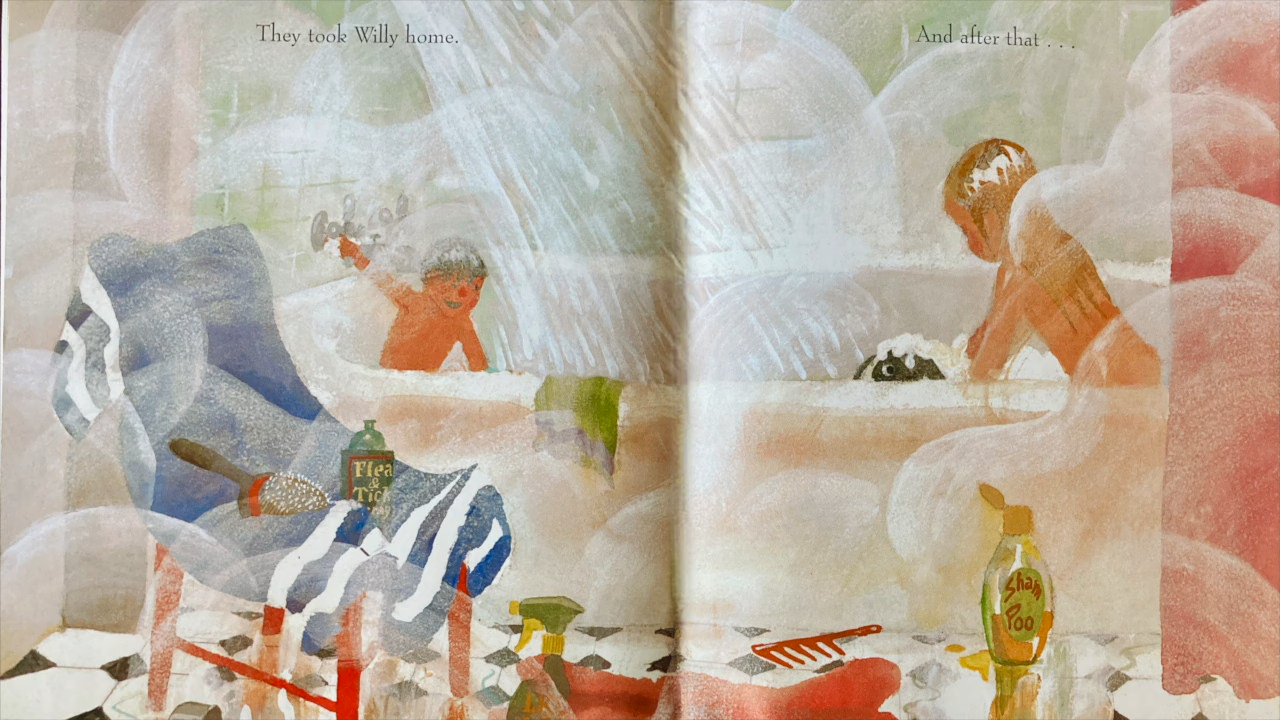 They took Willy home.
And after that . . .
Flea
&
Tick
Sham
Poo